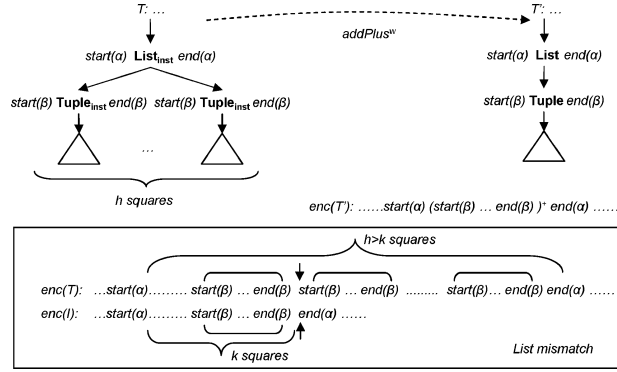 T: … T': …
addPlusʷ
start(α) List_inst end(α) start(α) List end(α)
start(β) Tuple_inst end(β) start(β) Tuple_inst end(β) start(β) Tuple end(β)
…
h squares
enc(T'): ……start(α) (start(β) … end(β) )⁺ end(α) ……
h>k squares
enc(T): …start(α)……… start(β) … end(β) start(β) … end(β) ……… start(β)… end(β) end(α) ……
enc(I): …start(α)……… start(β) … end(β) end(α) ……
k squares
List mismatch